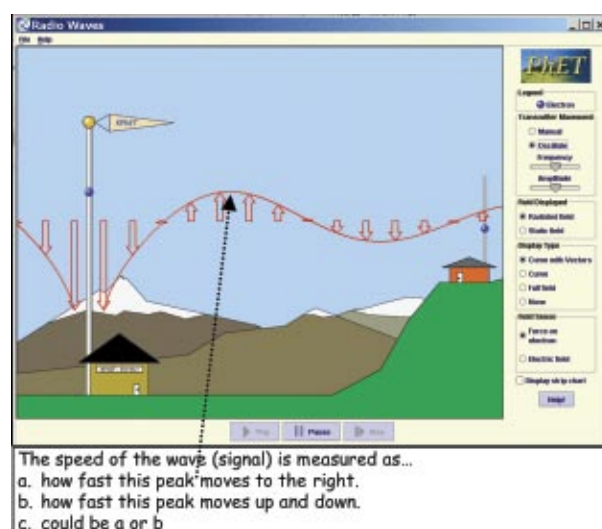 Radio Waves
File Help
PhET
Legend
Electron
Transmitter Movement
Manual
Oscillate
Frequency
Amplitude
Field Displayed
Radiated field
Static field
Display Type
Curve with Vectors
Curve
Full field
None
Field Sense
Force on
electron
Electric field
Display strip chart
Help!
Pause
The speed of the wave (signal) is measured as...
a. how fast this peak moves to the right.
b. how fast this peak moves up and down.
c. could be a or b